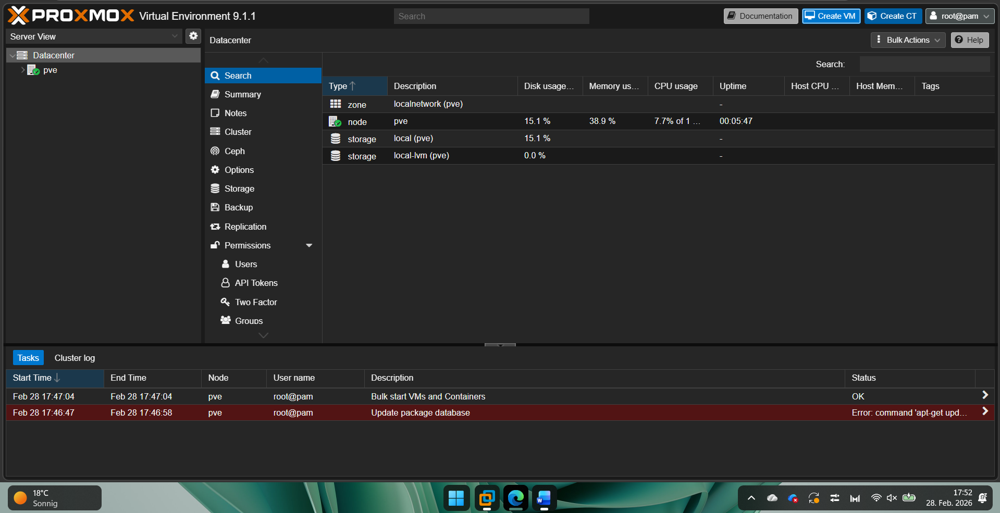 PROXMOX Virtual Environment 9.1.1
Search
Documentation
Create VM
Create CT
root@pam
Server View
Datacenter
pve
Datacenter
Bulk Actions
Help
Search
Summary
Notes
Cluster
Ceph
Options
Storage
Backup
Replication
Permissions
Users
API Tokens
Two Factor
Groups
Search:
Type Description Disk usage... Memory us... CPU usage Uptime Host CPU ... Host Mem... Tags
zone localnetwork (pve) -
node pve 15.1 % 38.9 % 7.7% of 1 ... 00:05:47
storage local (pve) 15.1 % -
storage local-lvm (pve) 0.0 % -
Tasks Cluster log
Start Time End Time Node User name Description Status
Feb 28 17:47:04 Feb 28 17:47:04 pve root@pam Bulk start VMs and Containers OK
Feb 28 17:46:47 Feb 28 17:46:58 pve root@pam Update package database Error: command 'apt-get upd...
18°C
Sonnig
17:52
28. Feb. 2026